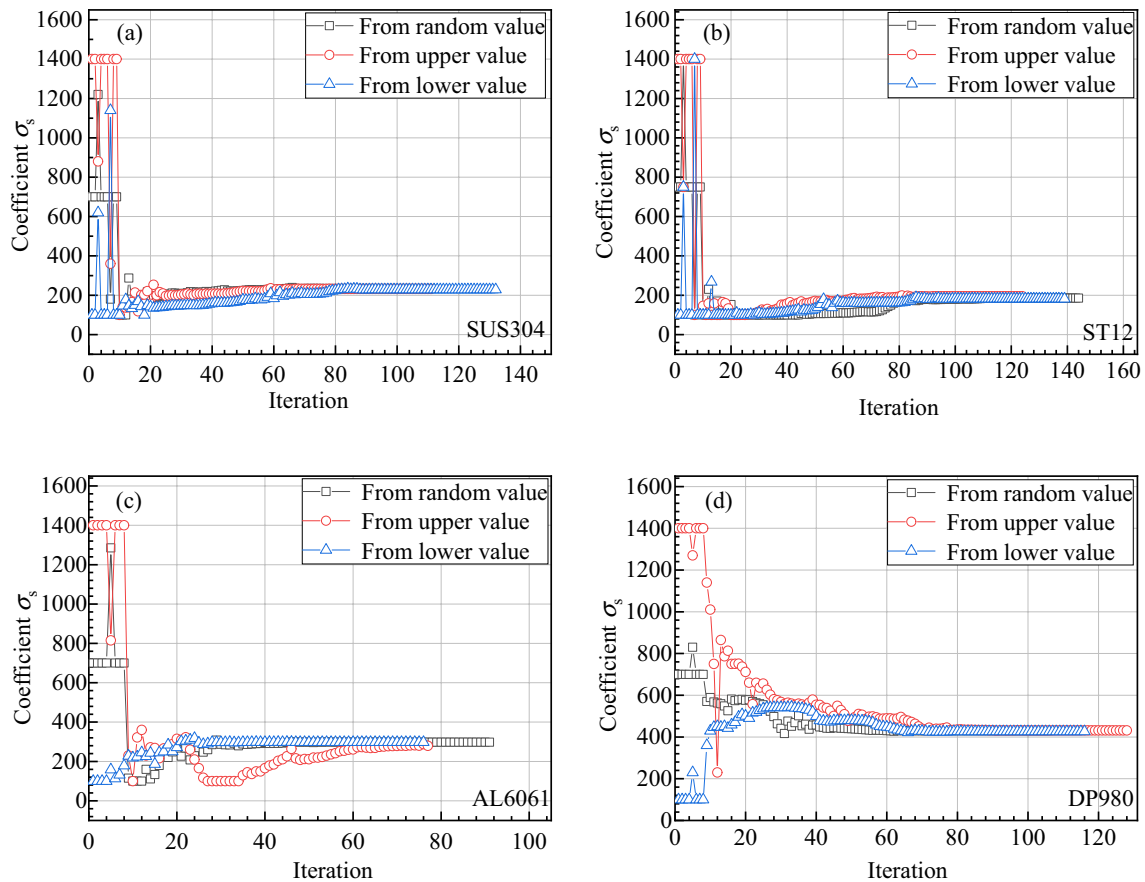 (a)
From random value
From upper value
From lower value
1600
1400
1200
1000
800
600
400
200
0
Coefficient σs
SUS304
0 20 40 60 80 100 120 140
Iteration
(b)
From random value
From upper value
From lower value
1600
1400
1200
1000
800
600
400
200
0
Coefficient σs
ST12
0 20 40 60 80 100 120 140 160
Iteration
(c)
From random value
From upper value
From lower value
1600
1400
1200
1000
800
600
400
200
0
Coefficient σs
AL6061
0 20 40 60 80 100
Iteration
(d)
From random value
From upper value
From lower value
1600
1400
1200
1000
800
600
400
200
0
Coefficient σs
DP980
0 20 40 60 80 100 120
Iteration